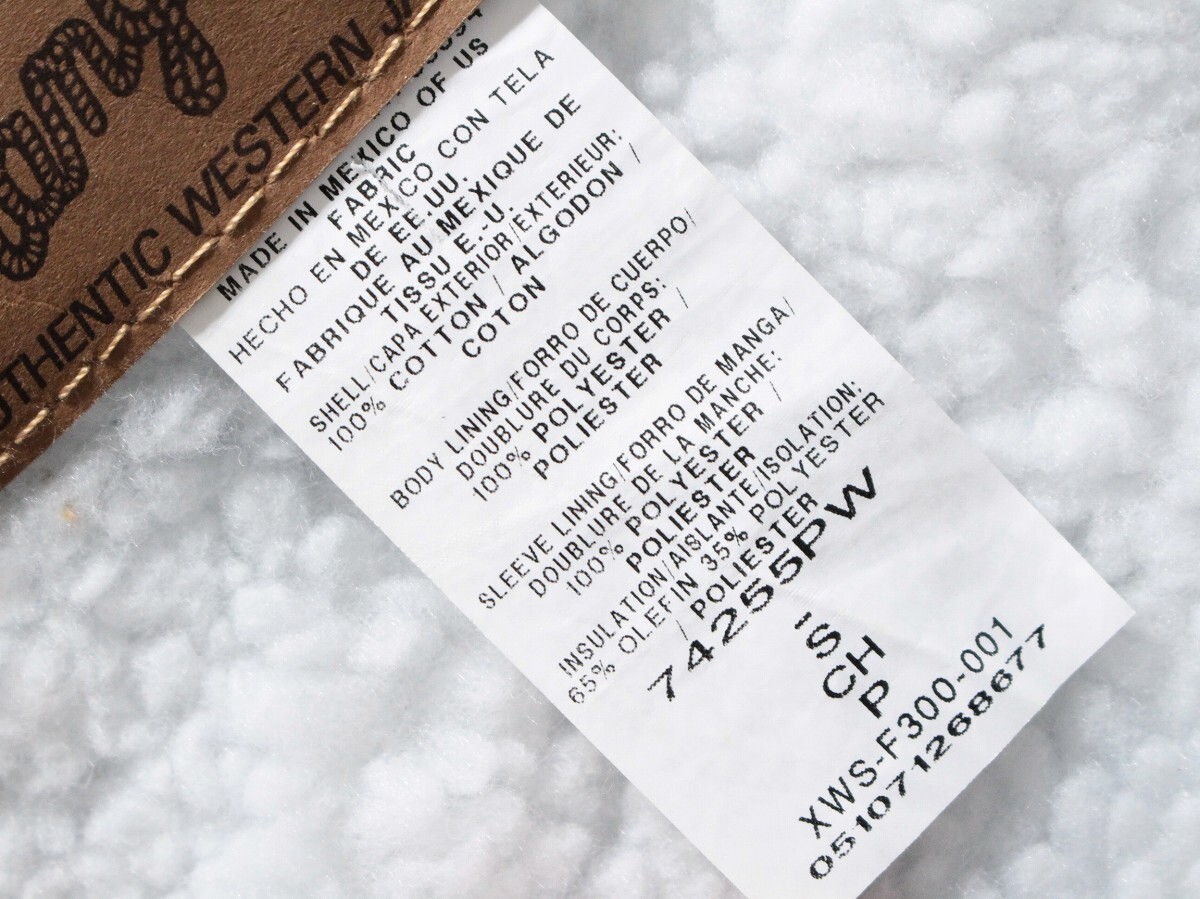 AUTHENTIC WESTERN
MADE IN MEXICO OF US
FABRIC
HECHO EN MEXICO CON TELA
DE EE.UU.
FABRIQUE AU MEXIQUE DE
TISSU E.-U.
SHELL/CAPA EXTERIOR/EXTERIEUR:
100% COTTON / ALGODON /
COTON
BODY LINING/FORRO DE CUERPO/
DOUBLURE DU CORPS:
100% POLYESTER /
POLIESTER
SLEEVE LINING/FORRO DE MANGA/
DOUBLURE DE LA MANCHE:
100% POLYESTER /
POLIESTER
INSULATION/AISLANTE/ISOLATION:
65% OLEFIN 35% POLYESTER
/ POLIESTER
74255PW
S
CH
P
XWS-F300-001
051071268677